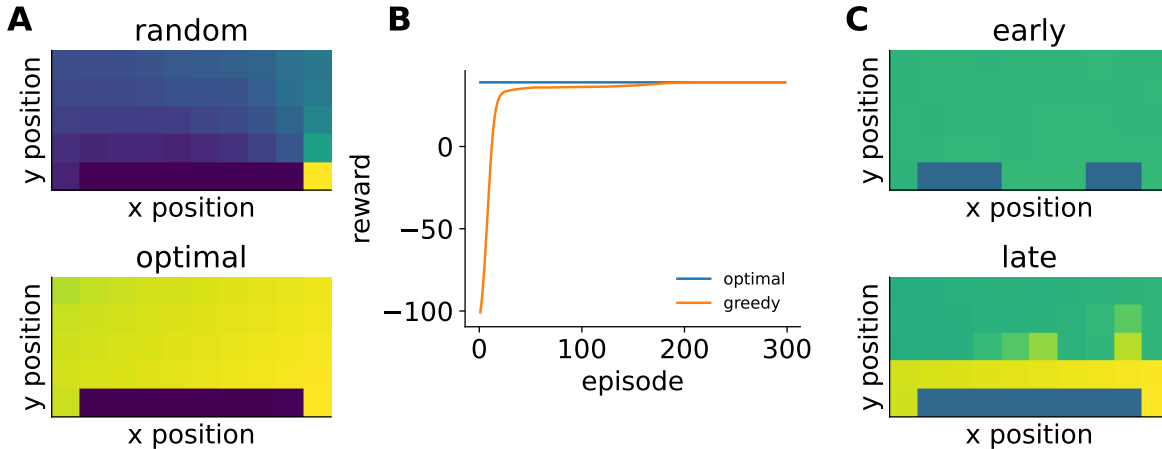 A
random
y position
x position
optimal
y position
x position
B
reward
0
−50
−100
0
100
200
300
episode
optimal
greedy
C
early
y position
x position
late
y position
x position